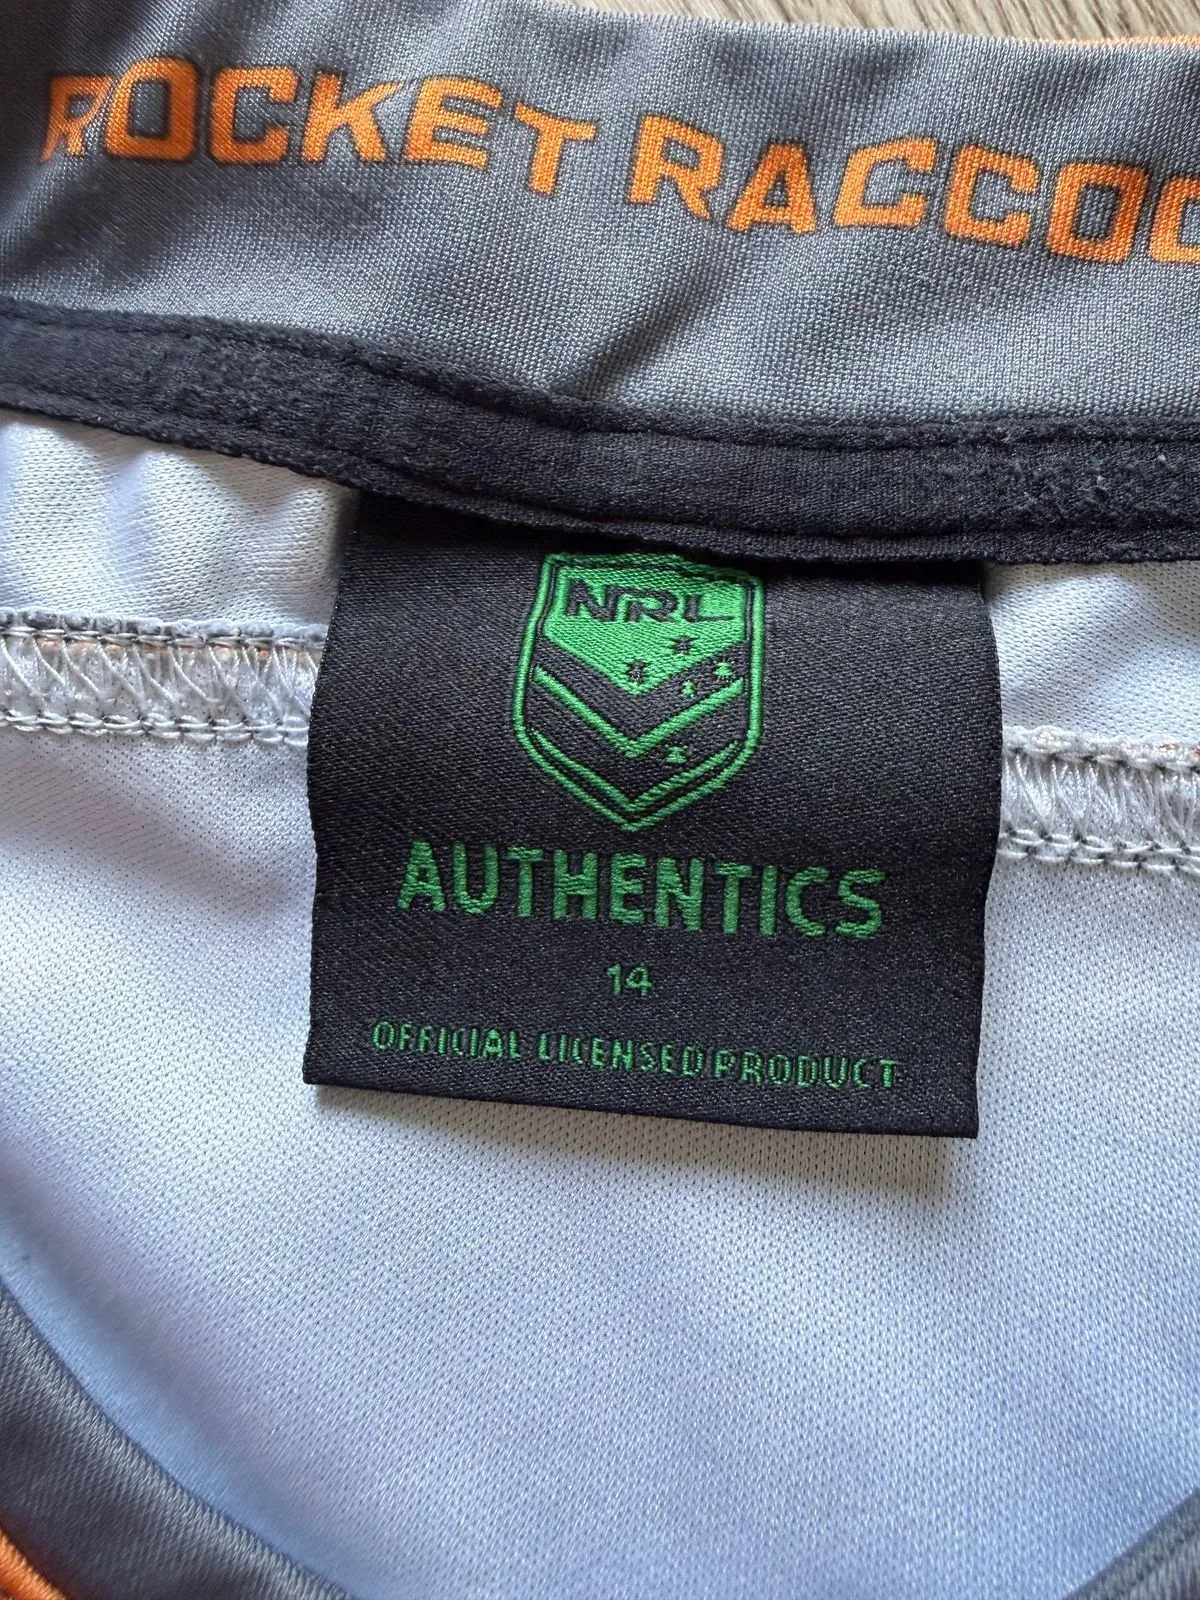 ROCKET RACCOO
NRL
AUTHENTICS
14
OFFICIAL LICENSED PRODUCT